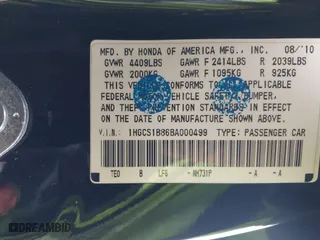 MFD. BY HONDA OF AMERICA MFG., INC. 08/'10
GVWR 4409LBS GAWR F 2414LBS R 2039LBS
GVWR 2000KG GAWR F 1095KG R 925KG
THIS VEHICLE CONFORMS TO ALL APPLICABLE
FEDERAL MOTOR VEHICLE SAFETY, BUMPER,
AND THEFT PREVENTION STANDARDS IN EFFECT
ON THE DATE OF MANUFACTURE SHOWN ABOVE.
V.I.N.: 1HGCS1B86BA000499 TYPE: PASSENGER CAR
TE0 B LFG NH731P - A - A
DREAMBID